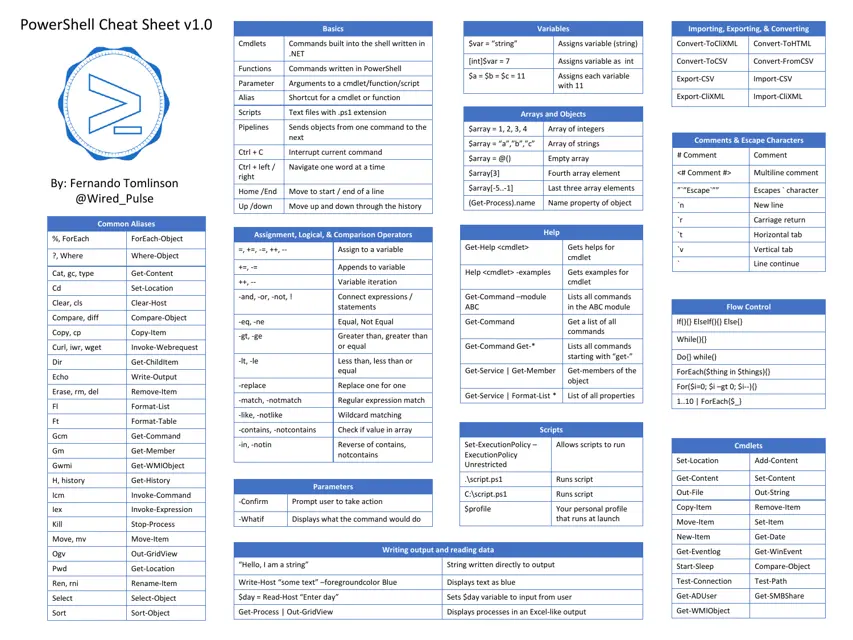 PowerShell Cheat Sheet v1.0
By: Fernando Tomlinson
@Wired_Pulse
Common Aliases
%, ForEach ForEach-Object
?, Where Where-Object
Cat, gc, type Get-Content
Cd Set-Location
Clear, cls Clear-Host
Compare, diff Compare-Object
Copy, cp Copy-Item
Curl, iwr, wget Invoke-Webrequest
Dir Get-ChildItem
Echo Write-Output
Erase, rm, del Remove-Item
Fl Format-List
Ft Format-Table
Gcm Get-Command
Gm Get-Member
Gwmi Get-WMIObject
H, history Get-History
Icm Invoke-Command
Iex Invoke-Expression
Kill Stop-Process
Move, mv Move-Item
Ogv Out-GridView
Pwd Get-Location
Ren, rni Rename-Item
Select Select-Object
Sort Sort-Object
Basics
Cmdlets Commands built into the shell written in
.NET
Functions Commands written in PowerShell
Parameter Arguments to a cmdlet/function/script
Alias Shortcut for a cmdlet or function
Scripts Text files with .ps1 extension
Pipelines Sends objects from one command to the
next
Ctrl + C Interrupt current command
Ctrl + left / Navigate one word at a time
right
Home /End Move to start / end of a line
Up /down Move up and down through the history
Assignment, Logical, & Comparison Operators
=, +=, -=, ++, -- Assign to a variable
+=, -= Appends to variable
++, -- Variable iteration
-and, -or, -not, ! Connect expressions /
statements
-eq, -ne Equal, Not Equal
-gt, -ge Greater than, greater than
or equal
-lt, -le Less than, less than or
equal
-replace Replace one for one
-match, -notmatch Regular expression match
-like, -notlike Wildcard matching
-contains, -notcontains Check if value in array
-in, -notin Reverse of contains,
notcontains
Parameters
-Confirm Prompt user to take action
-Whatif Displays what the command would do
Writing output and reading data
“Hello, I am a string” String written directly to output
Write-Host “some text” –foregroundcolor Blue Displays text as blue
$day = Read-Host “Enter day” Sets $day variable to input from user
Get-Process | Out-GridView Displays processes in an Excel-like output
Variables
$var = “string” Assigns variable (string)
[int]$var = 7 Assigns variable as int
$a = $b = $c = 11 Assigns each variable
with 11
Arrays and Objects
$array = 1, 2, 3, 4 Array of integers
$array = “a”,”b”,”c” Array of strings
$array = @() Empty array
$array[3] Fourth array element
$array[-5..-1] Last three array elements
(Get-Process).name Name property of object
Help
Get-Help <cmdlet> Gets helps for
cmdlet
Help <cmdlet> -examples Gets examples for
cmdlet
Get-Command –module Lists all commands
ABC in the ABC module
Get-Command Get a list of all
commands
Get-Command Get-* Lists all commands
starting with “get-”
Get-Service | Get-Member Get-members of the
object
Get-Service | Format-List * List of all properties
Scripts
Set-ExecutionPolicy – Allows scripts to run
ExecutionPolicy
Unrestricted
.\script.ps1 Runs script
C:\script.ps1 Runs script
$profile Your personal profile
that runs at launch
Importing, Exporting, & Converting
Convert-ToCliXML Convert-ToHTML
Convert-ToCSV Convert-FromCSV
Export-CSV Import-CSV
Export-CliXML Import-CliXML
Comments & Escape Characters
# Comment Comment
<# Comment #> Multiline comment
“`”Escape`”” Escapes ` character
`n New line
`r Carriage return
`t Horizontal tab
`v Vertical tab
` Line continue
Flow Control
If(){} ElseIf(){} Else{}
While(){}
Do{} while()
ForEach($thing in $things){}
For($i=0; $i –gt 0; $i--){}
1..10 | ForEach{$_}
Cmdlets
Set-Location Add-Content
Get-Content Set-Content
Out-File Out-String
Copy-Item Remove-Item
Move-Item Set-Item
New-Item Get-Date
Get-Eventlog Get-WinEvent
Start-Sleep Compare-Object
Test-Connection Test-Path
Get-ADUser Get-SMBShare
Get-WMIObject